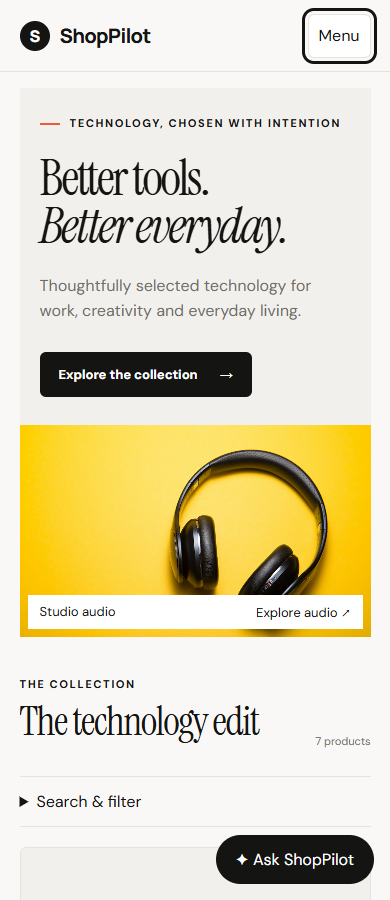 S ShopPilot
Menu
TECHNOLOGY, CHOSEN WITH INTENTION
Better tools.
Better everyday.
Thoughtfully selected technology for
work, creativity and everyday living.
Explore the collection →
Studio audio
Explore audio ↗
THE COLLECTION
The technology edit
7 products
▶ Search & filter
✦ Ask ShopPilot